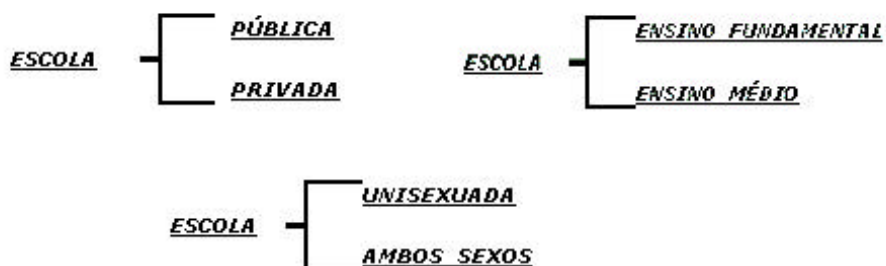 PÚBLICA
ESCOLA
PRIVADA
ENSINO FUNDAMENTAL
ESCOLA
ENSINO MÉDIO
UNISEXUADA
ESCOLA
AMBOS SEXOS